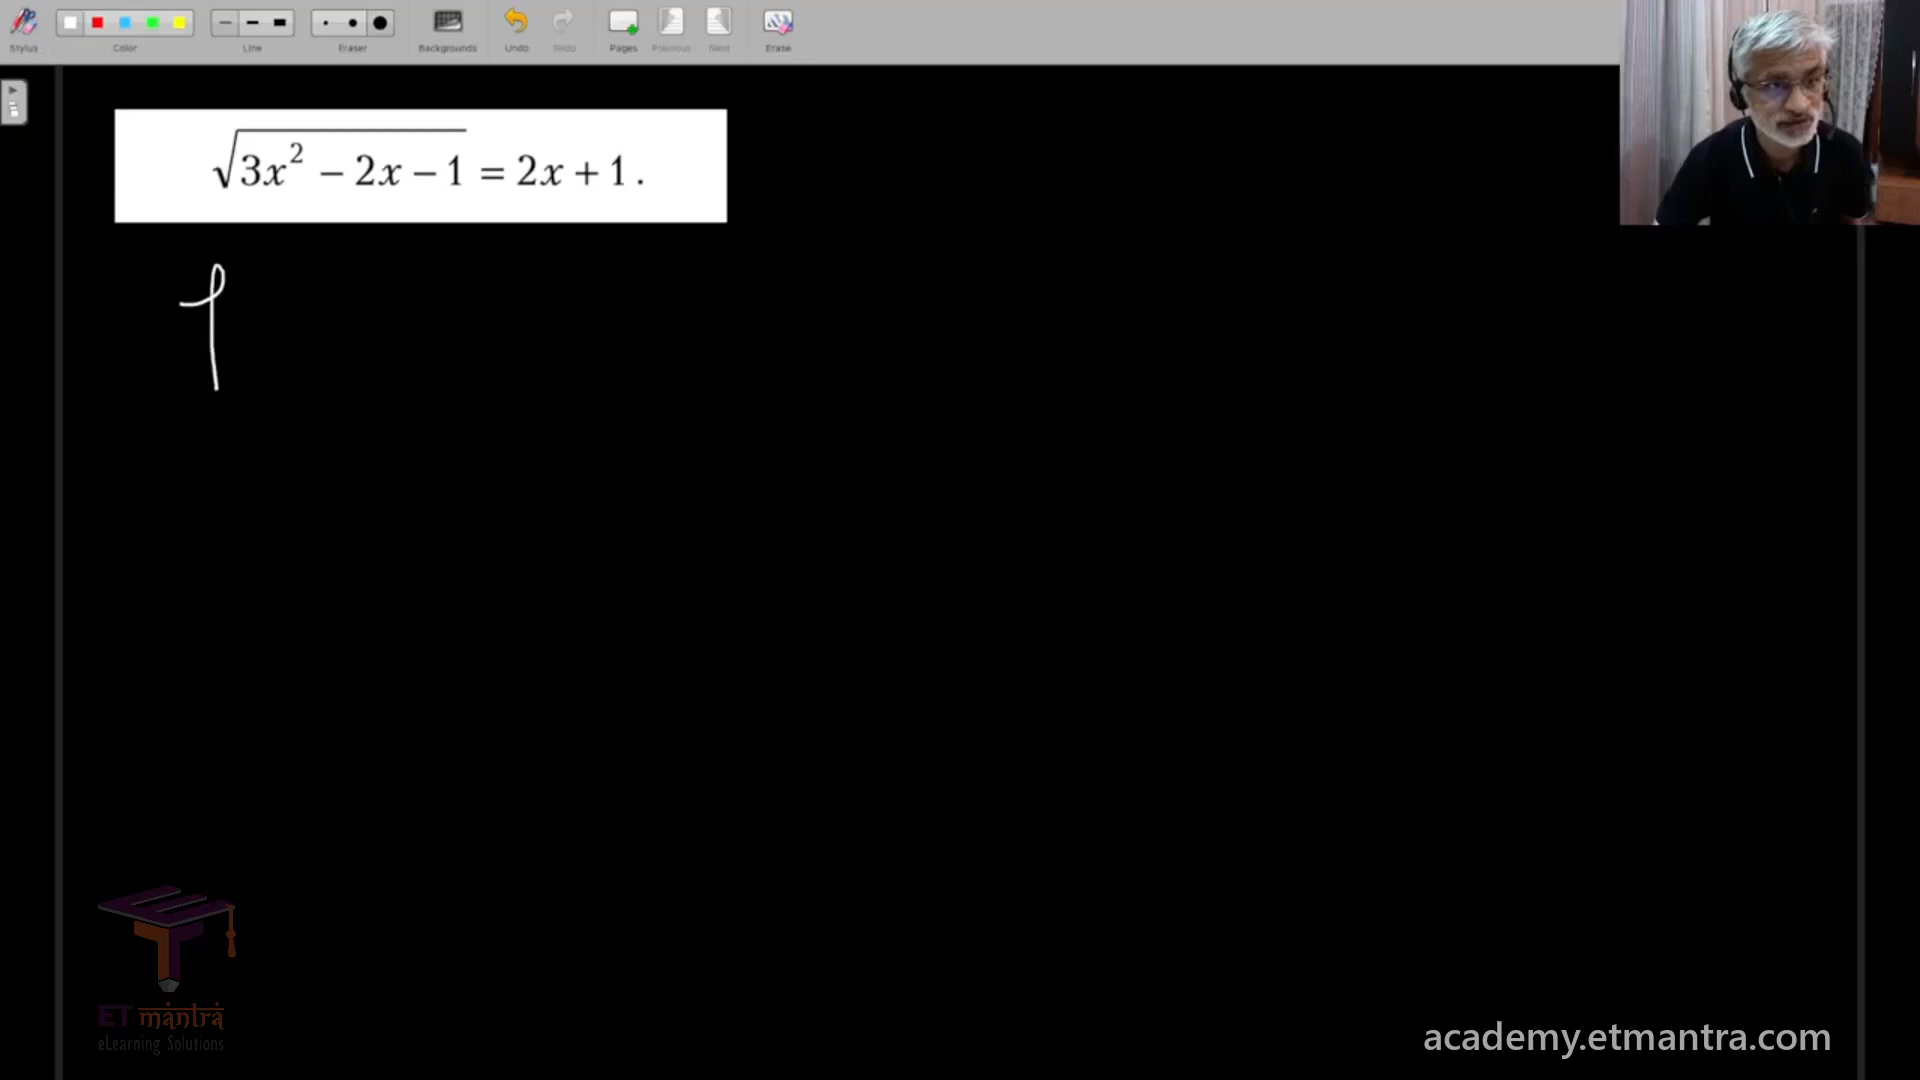 Stylus Color Line Eraser Backgrounds Undo Redo Pages Previous Next Erase
√(3x² − 2x − 1) = 2x + 1.
ET mantra
eLearning Solutions
academy.etmantra.com